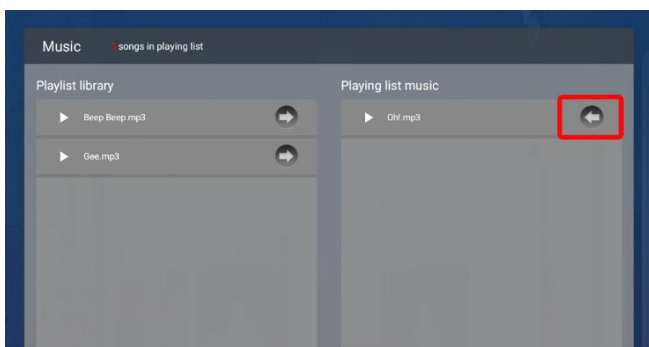 Music songs in playing list
Playlist library
Beep Beep.mp3
Gee.mp3
Playing list music
Oh!.mp3